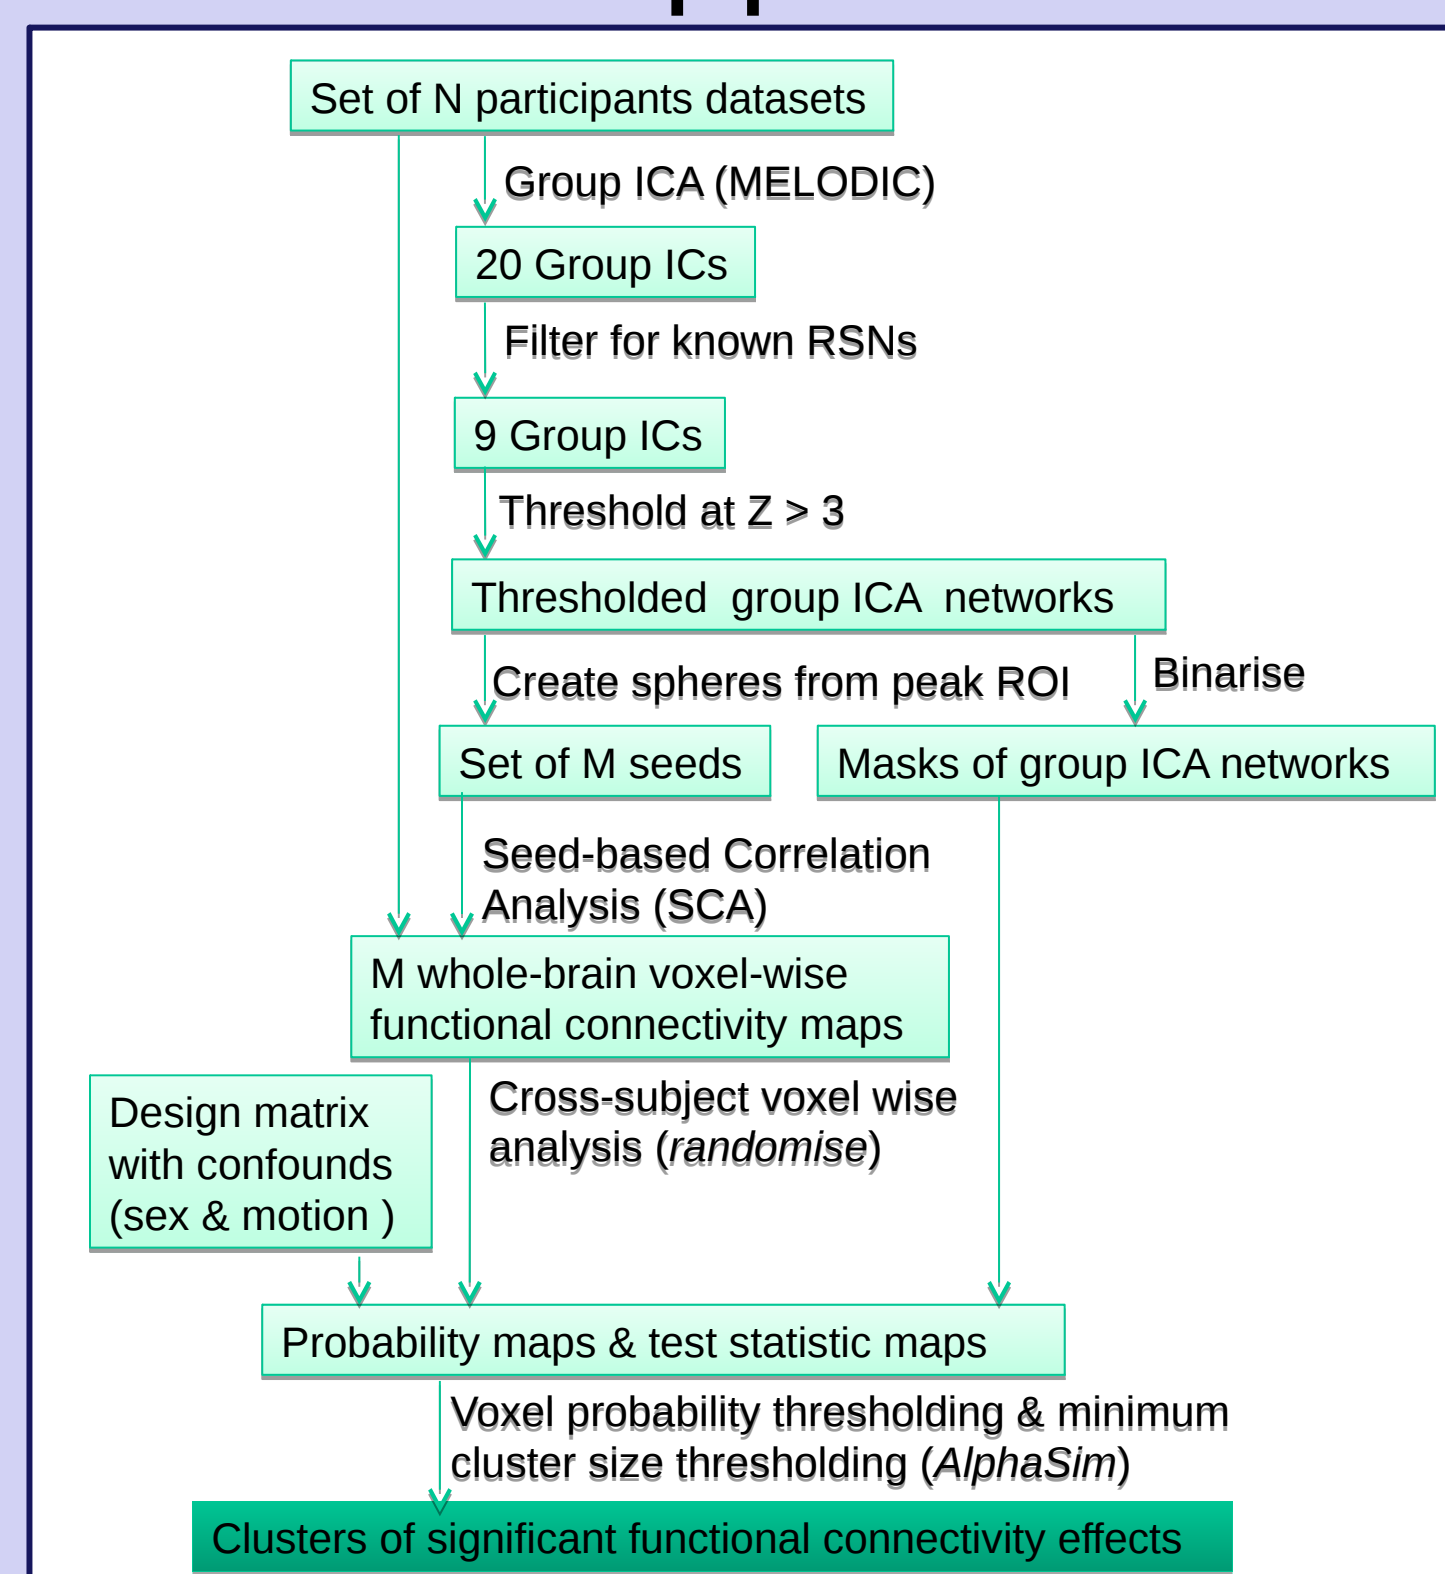 Set of N participants datasets
Group ICA (MELODIC)
20 Group ICs
Filter for known RSNs
9 Group ICs
Threshold at Z > 3
Thresholded group ICA networks
Create spheres from peak ROI
Binarise
Set of M seeds
Masks of group ICA networks
Seed-based Correlation
Analysis (SCA)
M whole-brain voxel-wise
functional connectivity maps
Design matrix
with confounds
(sex & motion )
Cross-subject voxel wise
analysis (randomise)
Probability maps & test statistic maps
Voxel probability thresholding & minimum
cluster size thresholding (AlphaSim)
Clusters of significant functional connectivity effects